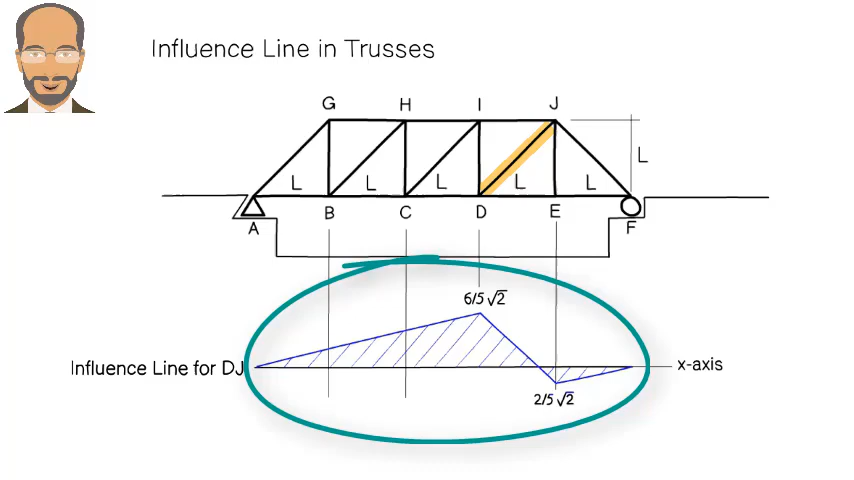 Influence Line in Trusses
G H I J
L L L L L L
A B C D E F
6/5√2
Influence Line for DJ
x-axis
2/5√2